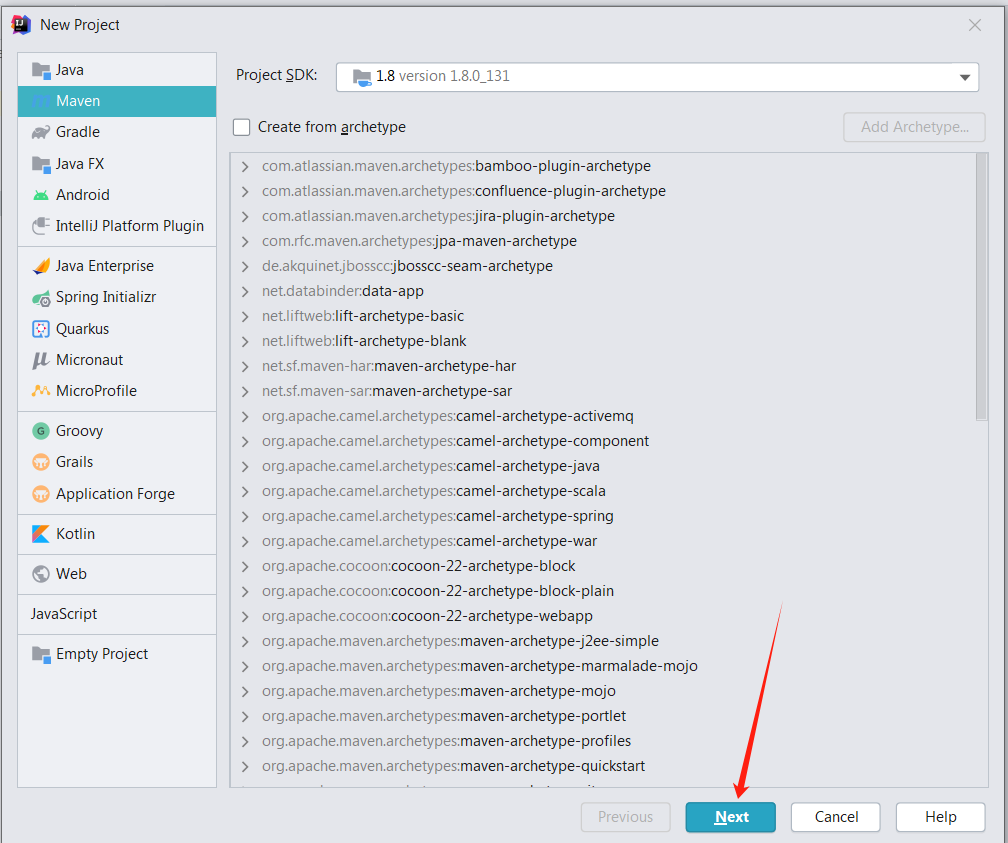 New Project
Java
Maven
Gradle
Java FX
Android
IntelliJ Platform Plugin
Java Enterprise
Spring Initializr
Quarkus
Micronaut
MicroProfile
Groovy
Grails
Application Forge
Kotlin
Web
JavaScript
Empty Project
Project SDK: 1.8 version 1.8.0_131
Create from archetype Add Archetype...
com.atlassian.maven.archetypes:bamboo-plugin-archetype
com.atlassian.maven.archetypes:confluence-plugin-archetype
com.atlassian.maven.archetypes:jira-plugin-archetype
com.rfc.maven.archetypes:jpa-maven-archetype
de.akquinet.jbosscc:jbosscc-seam-archetype
net.databinder:data-app
net.liftweb:lift-archetype-basic
net.liftweb:lift-archetype-blank
net.sf.maven-har:maven-archetype-har
net.sf.maven-sar:maven-archetype-sar
org.apache.camel.archetypes:camel-archetype-activemq
org.apache.camel.archetypes:camel-archetype-component
org.apache.camel.archetypes:camel-archetype-java
org.apache.camel.archetypes:camel-archetype-scala
org.apache.camel.archetypes:camel-archetype-spring
org.apache.camel.archetypes:camel-archetype-war
org.apache.cocoon:cocoon-22-archetype-block
org.apache.cocoon:cocoon-22-archetype-block-plain
org.apache.cocoon:cocoon-22-archetype-webapp
org.apache.maven.archetypes:maven-archetype-j2ee-simple
org.apache.maven.archetypes:maven-archetype-marmalade-mojo
org.apache.maven.archetypes:maven-archetype-mojo
org.apache.maven.archetypes:maven-archetype-portlet
org.apache.maven.archetypes:maven-archetype-profiles
org.apache.maven.archetypes:maven-archetype-quickstart
Previous Next Cancel Help